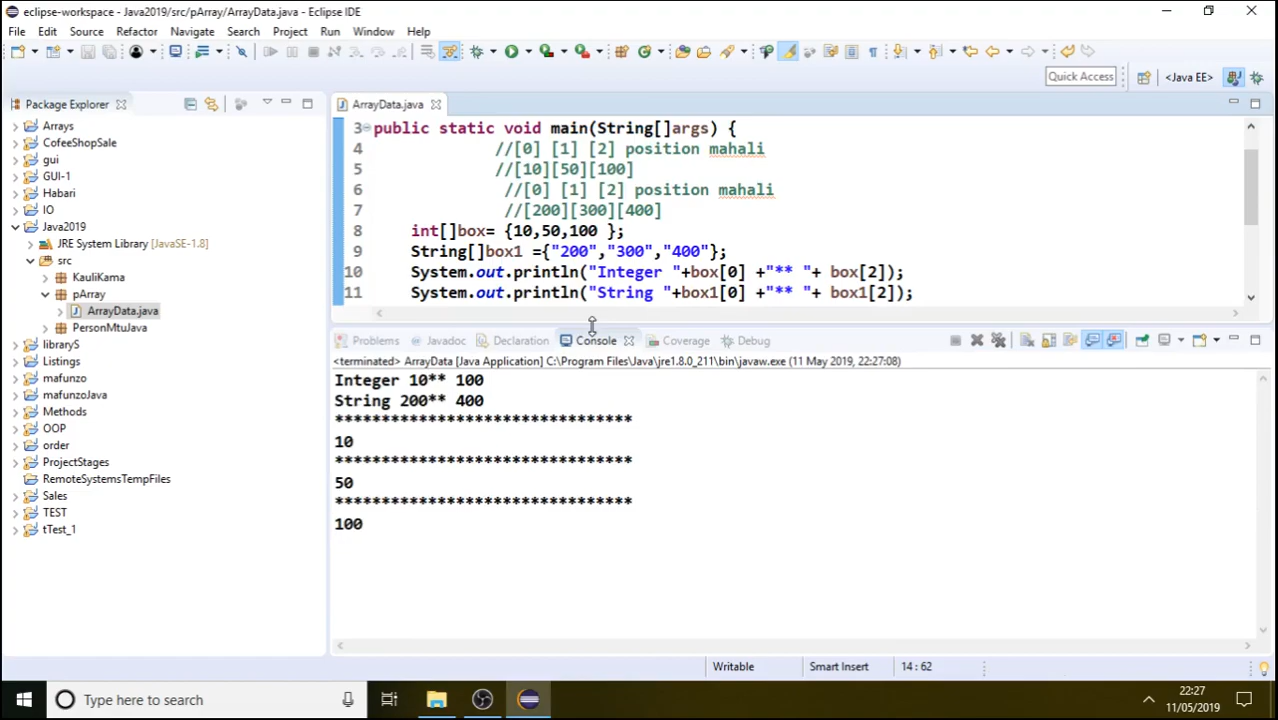 eclipse-workspace - Java2019/src/pArray/ArrayData.java - Eclipse IDE
File Edit Source Refactor Navigate Search Project Run Window Help
Quick Access
<Java EE>
Package Explorer
Arrays
CofeeShopSale
gui
GUI-1
Habari
IO
Java2019
JRE System Library [JavaSE-1.8]
src
KauliKama
pArray
ArrayData.java
PersonMtuJava
libraryS
Listings
mafunzo
mafunzoJava
Methods
OOP
order
ProjectStages
RemoteSystemsTempFiles
Sales
TEST
tTest_1
ArrayData.java
3 public static void main(String[]args) {
4 //[0] [1] [2] position mahali
5 //[10][50][100]
6 //[0] [1] [2] position mahali
7 //[200][300][400]
8 int[]box= {10,50,100 };
9 String[]box1 ={"200","300","400"};
10 System.out.println("Integer "+box[0] +"** "+ box[2]);
11 System.out.println("String "+box1[0] +"** "+ box1[2]);
Problems Javadoc Declaration Console Coverage Debug
<terminated> ArrayData [Java Application] C:\Program Files\Java\jre1.8.0_211\bin\javaw.exe (11 May 2019, 22:27:08)
Integer 10** 100
String 200** 400
********************************
10
********************************
50
********************************
100
Writable Smart Insert 14 : 62
Type here to search
22:27
11/05/2019